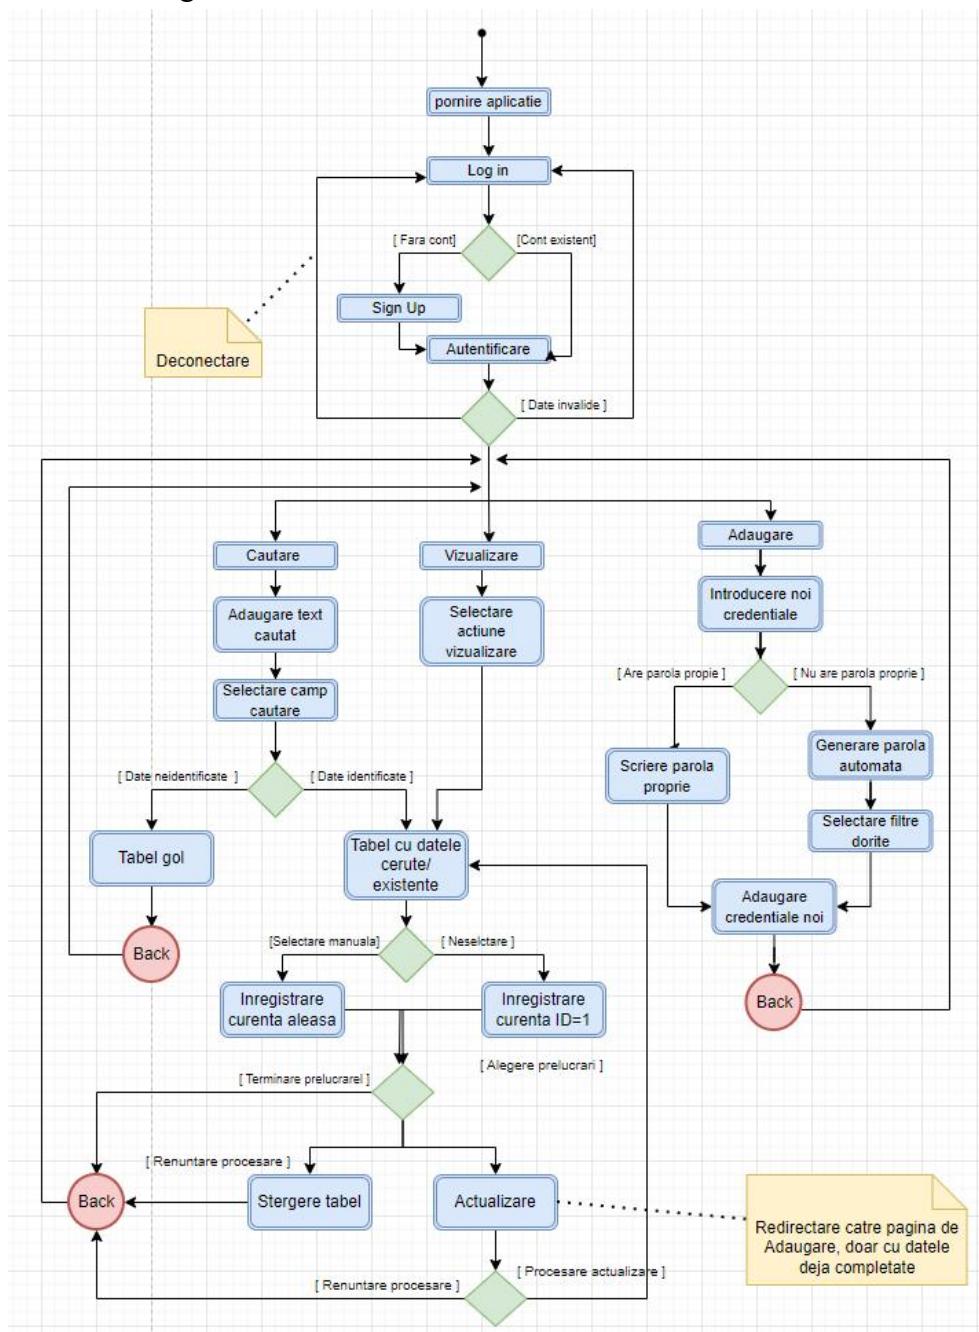 pornire aplicatie
Log in
[ Fara cont]
[Cont existent]
Sign Up
Autentificare
Deconectare
[ Date invalide ]
Cautare
Vizualizare
Adaugare
Adaugare text
cautat
Selectare
actiune
vizualizare
Introducere noi
credentiale
Selectare camp
cautare
[ Are parola propie ]
[ Nu are parola proprie ]
Scriere parola
proprie
Generare parola
automata
[ Date neidentificate ]
[ Date identificate ]
Selectare filtre
dorite
Tabel gol
Tabel cu datele
cerute/
existente
Adaugare
credentiale noi
Back
[Selectare manuala]
[ Neselctare ]
Inregistrare
curenta aleasa
Inregistrare
curenta ID=1
Back
[ Alegere prelucrari ]
[ Terminare prelucrareI ]
[ Renuntare procesare ]
Back
Stergere tabel
Actualizare
Redirectare catre pagina de
Adaugare, doar cu datele
deja completate
[ Renuntare procesare ]
[ Procesare actualizare ]